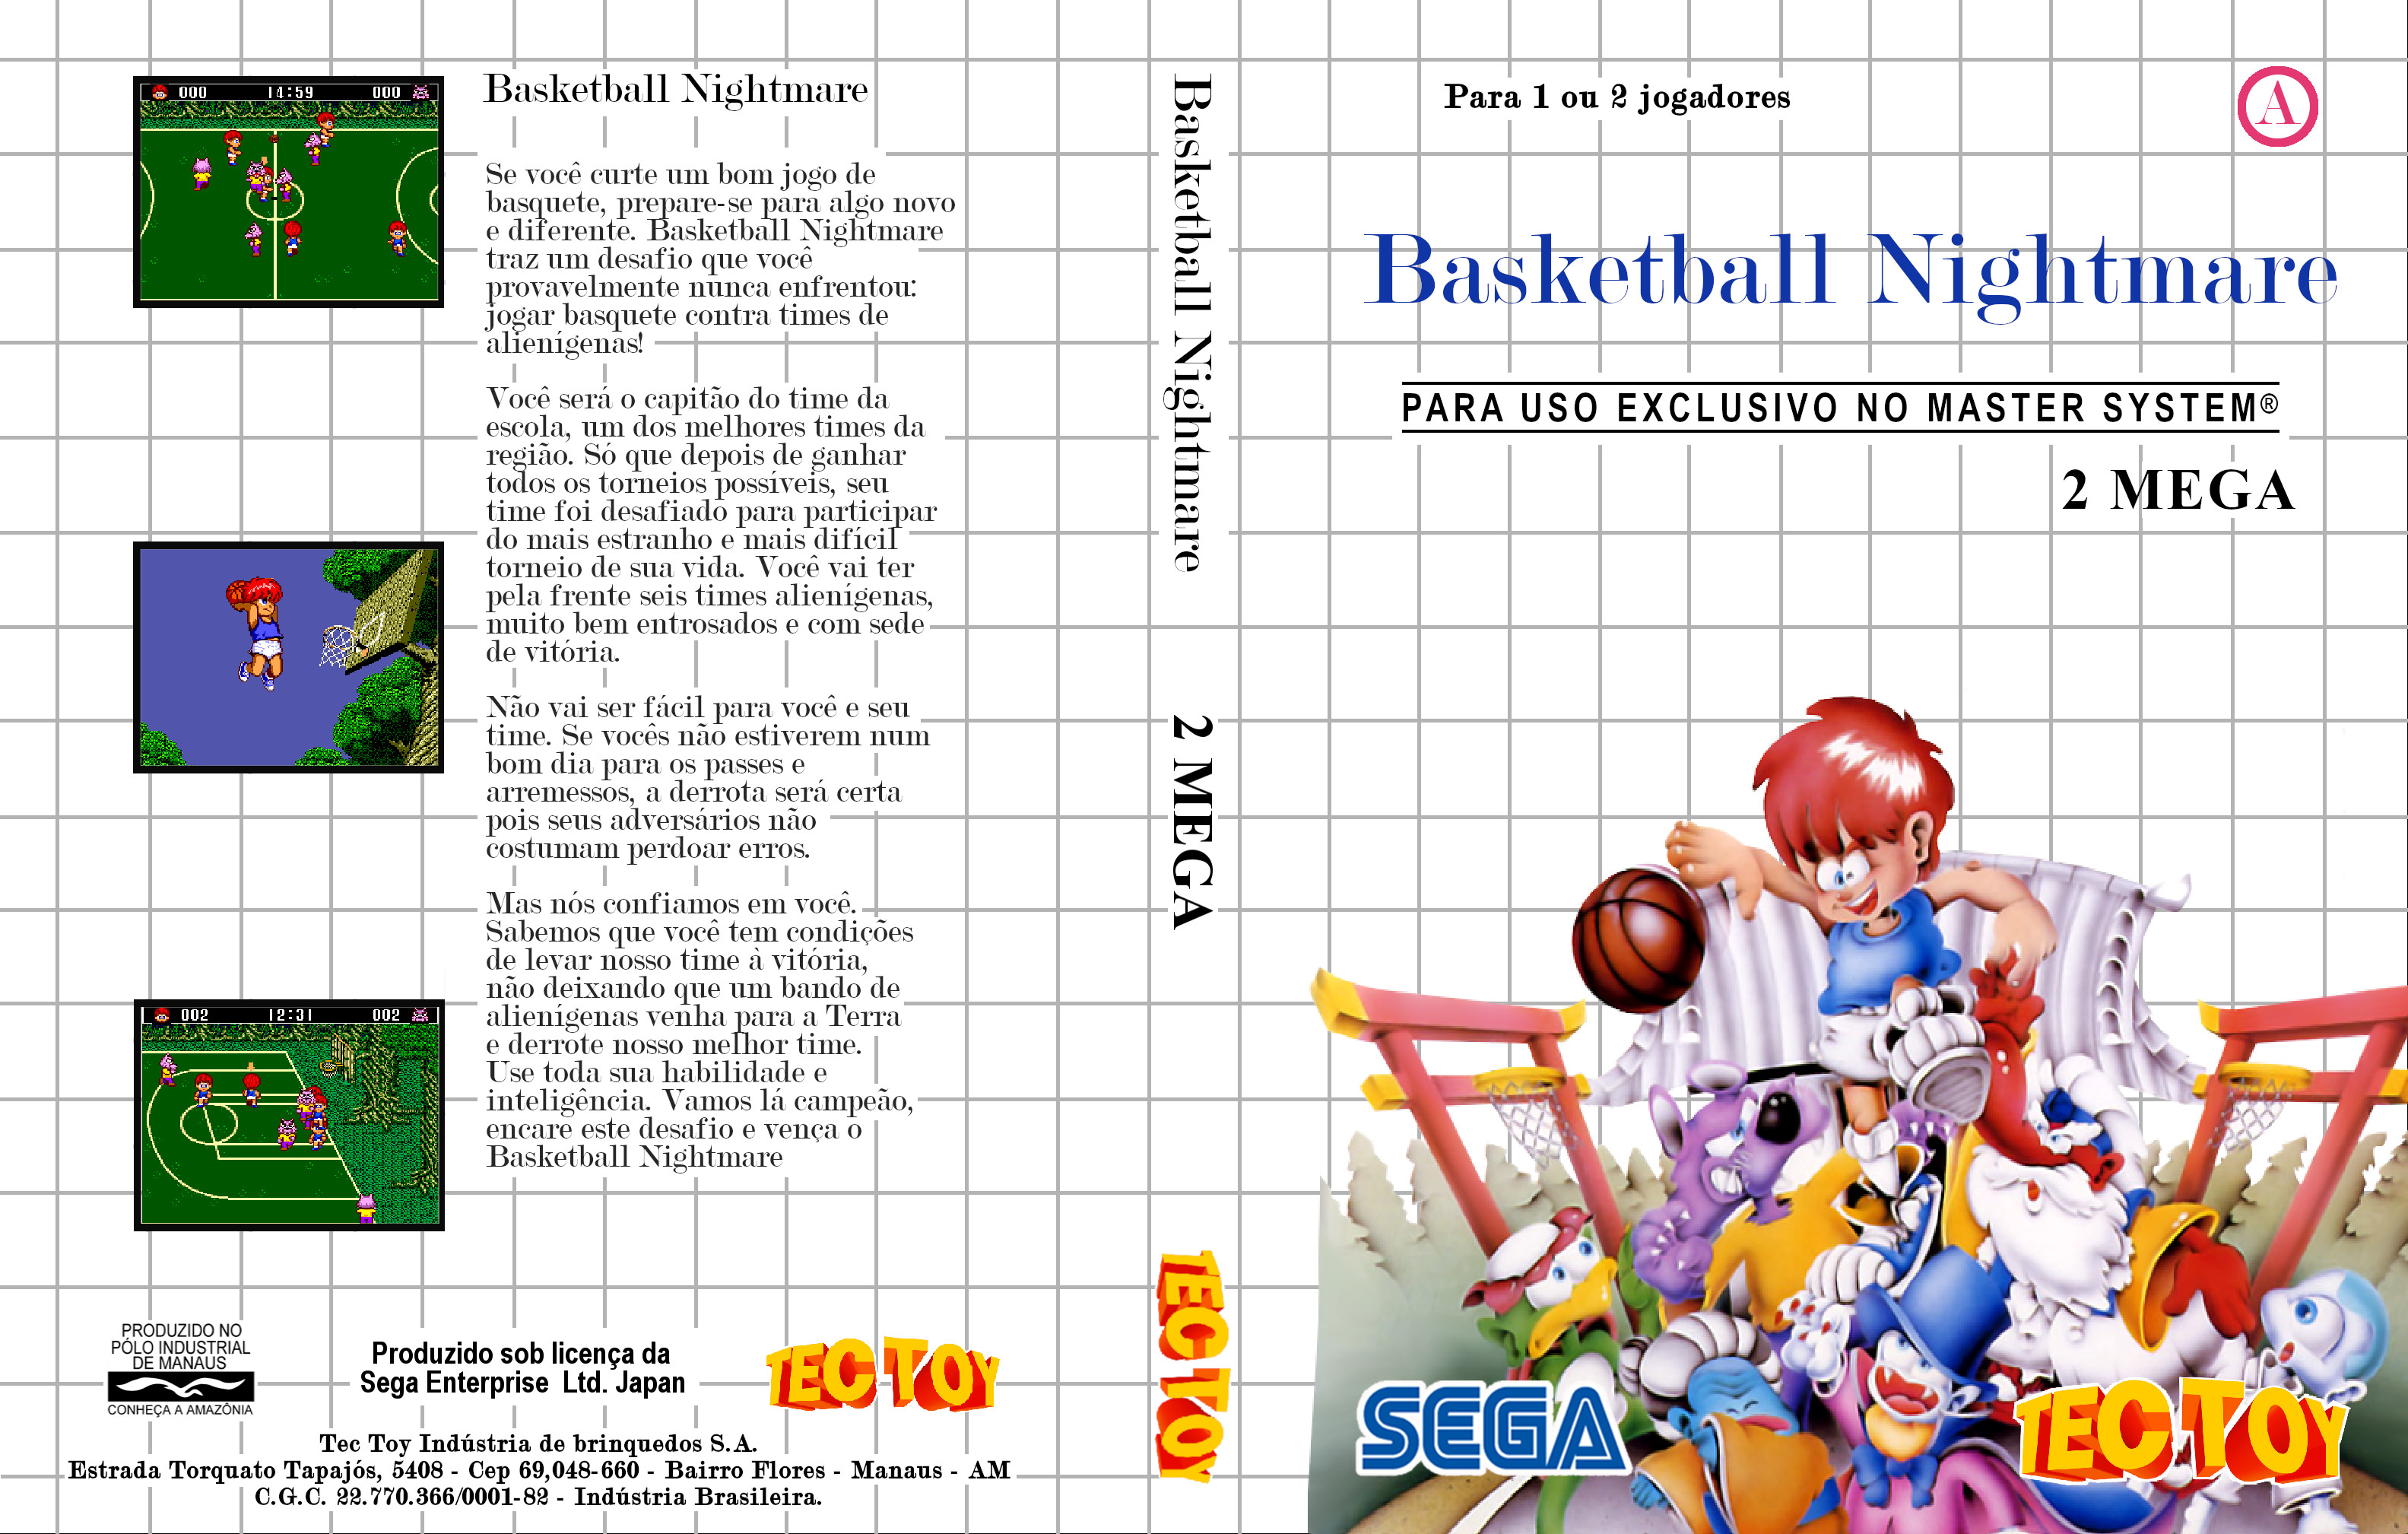 000 14:59 000
002 12:31 002
Basketball Nightmare
Se você curte um bom jogo de
basquete, prepare-se para algo novo
e diferente. Basketball Nightmare
traz um desafio que você
provavelmente nunca enfrentou:
jogar basquete contra times de
alienígenas!
Você será o capitão do time da
escola, um dos melhores times da
região. Só que depois de ganhar
todos os torneios possíveis, seu
time foi desafiado para participar
do mais estranho e mais difícil
torneio de sua vida. Você vai ter
pela frente seis times alienígenas,
muito bem entrosados e com sede
de vitória.
Não vai ser fácil para você e seu
time. Se vocês não estiverem num
bom dia para os passes e
arremessos, a derrota será certa
pois seus adversários não
costumam perdoar erros.
Mas nós confiamos em você.
Sabemos que você tem condições
de levar nosso time à vitória,
não deixando que um bando de
alienígenas venha para a Terra
e derrote nosso melhor time.
Use toda sua habilidade e
inteligência. Vamos lá campeão,
encare este desafio e vença o
Basketball Nightmare
PRODUZIDO NO
PÓLO INDUSTRIAL
DE MANAUS
CONHEÇA A AMAZÔNIA
Produzido sob licença da
Sega Enterprise Ltd. Japan
TEC TOY
Tec Toy Indústria de brinquedos S.A.
Estrada Torquato Tapajós, 5408 - Cep 69,048-660 - Bairro Flores - Manaus - AM
C.G.C. 22.770.366/0001-82 - Indústria Brasileira.
Basketball Nightmare
2 MEGA
TEC TOY
Para 1 ou 2 jogadores
A
Basketball Nightmare
PARA USO EXCLUSIVO NO MASTER SYSTEM®
2 MEGA
SEGA
TEC TOY